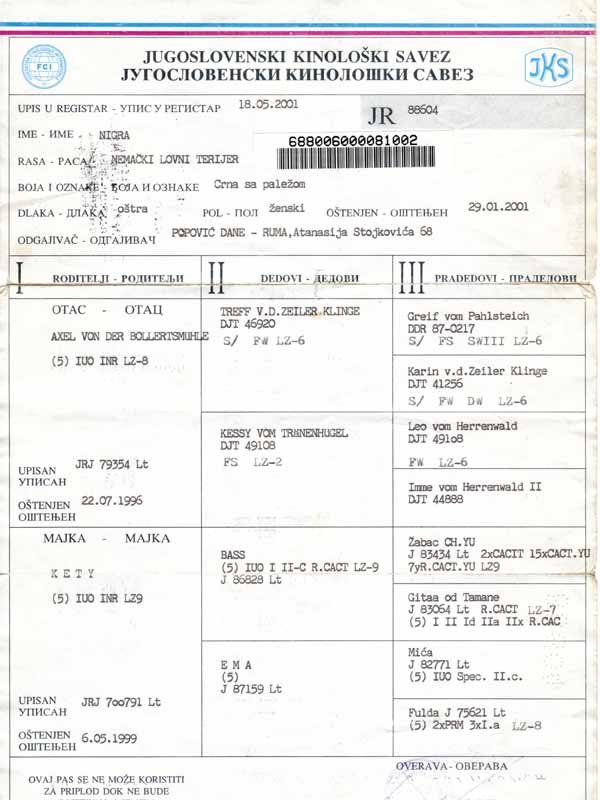 FCI
JUGOSLOVENSKI KINOLOŠKI SAVEZ
ЈУГОСЛОВЕНСКИ КИНОЛОШКИ САВЕЗ
JKS
UPIS U REGISTAR - УПИС У РЕГИСТАР 18.05.2001 JR 88604
IME - ИМЕ - NIGRA
688006000081002
RASA - РАСА NEMAČKI LOVNI TERIJER
BOJA I OZNAKE - БОЈА И ОЗНАКЕ Crna sa paležom
DLAKA - ДЛАКА oštra POL - ПОЛ ženski OŠTENJEN - ОШТЕЊЕН 29.01.2001
ODGAJIVAČ - ОДГАЈИВАЧ POPOVIĆ DANE - RUMA,Atanasija Stojkovića 68
I RODITELJI - РОДИТЕЉИ
II DEDOVI - ДЕДОВИ
III PRADEDOVI - ПРАДЕДОВИ
OTAC - ОТАЦ
AXEL VON DER BOLLERTSMUHLE
(5) IUO INR LZ-8
UPISAN JRJ 79354 Lt
УПИСАН
OŠTENJEN 22.07.1996
ОШТЕЊЕН
TREFF V.D.ZEILER KLINGE
DJT 46920
S/ FW LZ-6
KESSY VOM TRÄNENHUGEL
DJT 49108
FS LZ-2
Greif vom Pahlsteich
DDR 87-0217
S/ FS SWIII LZ-6
Karin v.d.Zeiler Klinge
DJT 41256
S/ FW DW LZ-6
Leo vom Herrenwald
DJT 491o8
FW LZ-6
Imme vom Herrenwald II
DJT 44888
MAJKA - МАЈКА
K E T Y
(5) IUO INR LZ9
UPISAN JRJ 7oo791 Lt
УПИСАН
OŠTENJEN 6.05.1999
ОШТЕЊЕН
BASS
(5) IUO I II-C R.CACT LZ-9
J 86828 Lt
E M A
(5)
J 87159 Lt
Žabac CH.YU
J 83434 Lt 2xCACIT 15xCACT.YU
7yR.CACT.YU LZ9
Gitaa od Tamane
J 83064 Lt R.CACT LZ-7
(5) I II Id IIa IIx R.CAC
Mića
J 82771 Lt
(5) IUO Spec. II.c.
Fulda J 75621 Lt
(5) 2xPRM 3xI.a LZ-8
OVERAVA - ОВЕРАВА
OVAJ PAS SE NE MOŽE KORISTITI
ZA PRIPLOD DOK NE BUDE